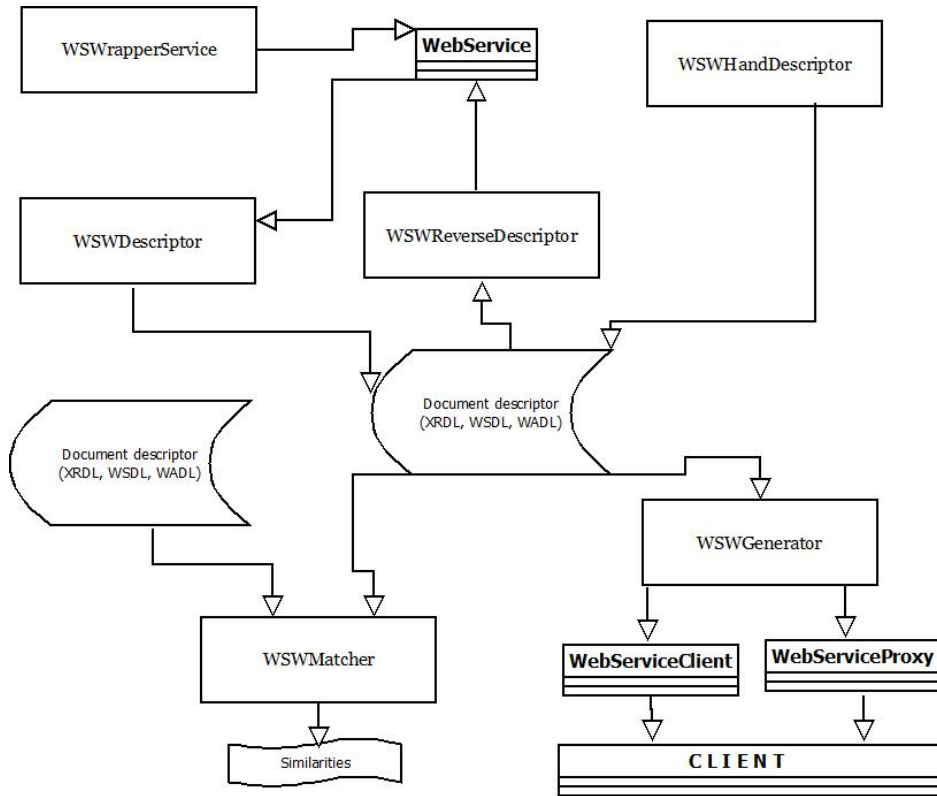 WSWrapperService
WebService
WSWHandDescriptor
WSWDescriptor
WSWReverseDescriptor
Document descriptor
(XRDL, WSDL, WADL)
Document descriptor
(XRDL, WSDL, WADL)
WSWGenerator
WSWMatcher
WebServiceClient
WebServiceProxy
Similarities
CLIENT